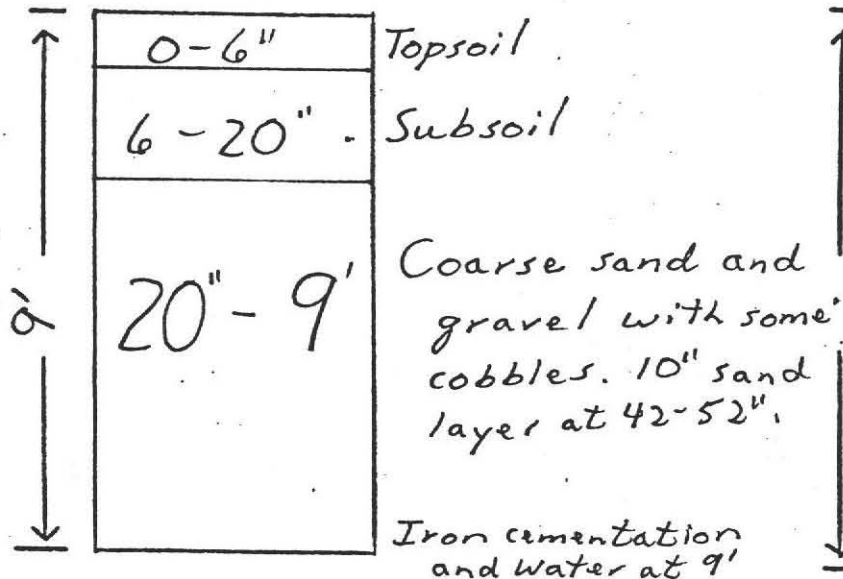 0-6" Topsoil.
6-20". Subsoil
9'
20"-9'
Coarse sand and
gravel with some
cobbles. 10" sand
layer at 42-52".
Iron cementation
and water at 9'